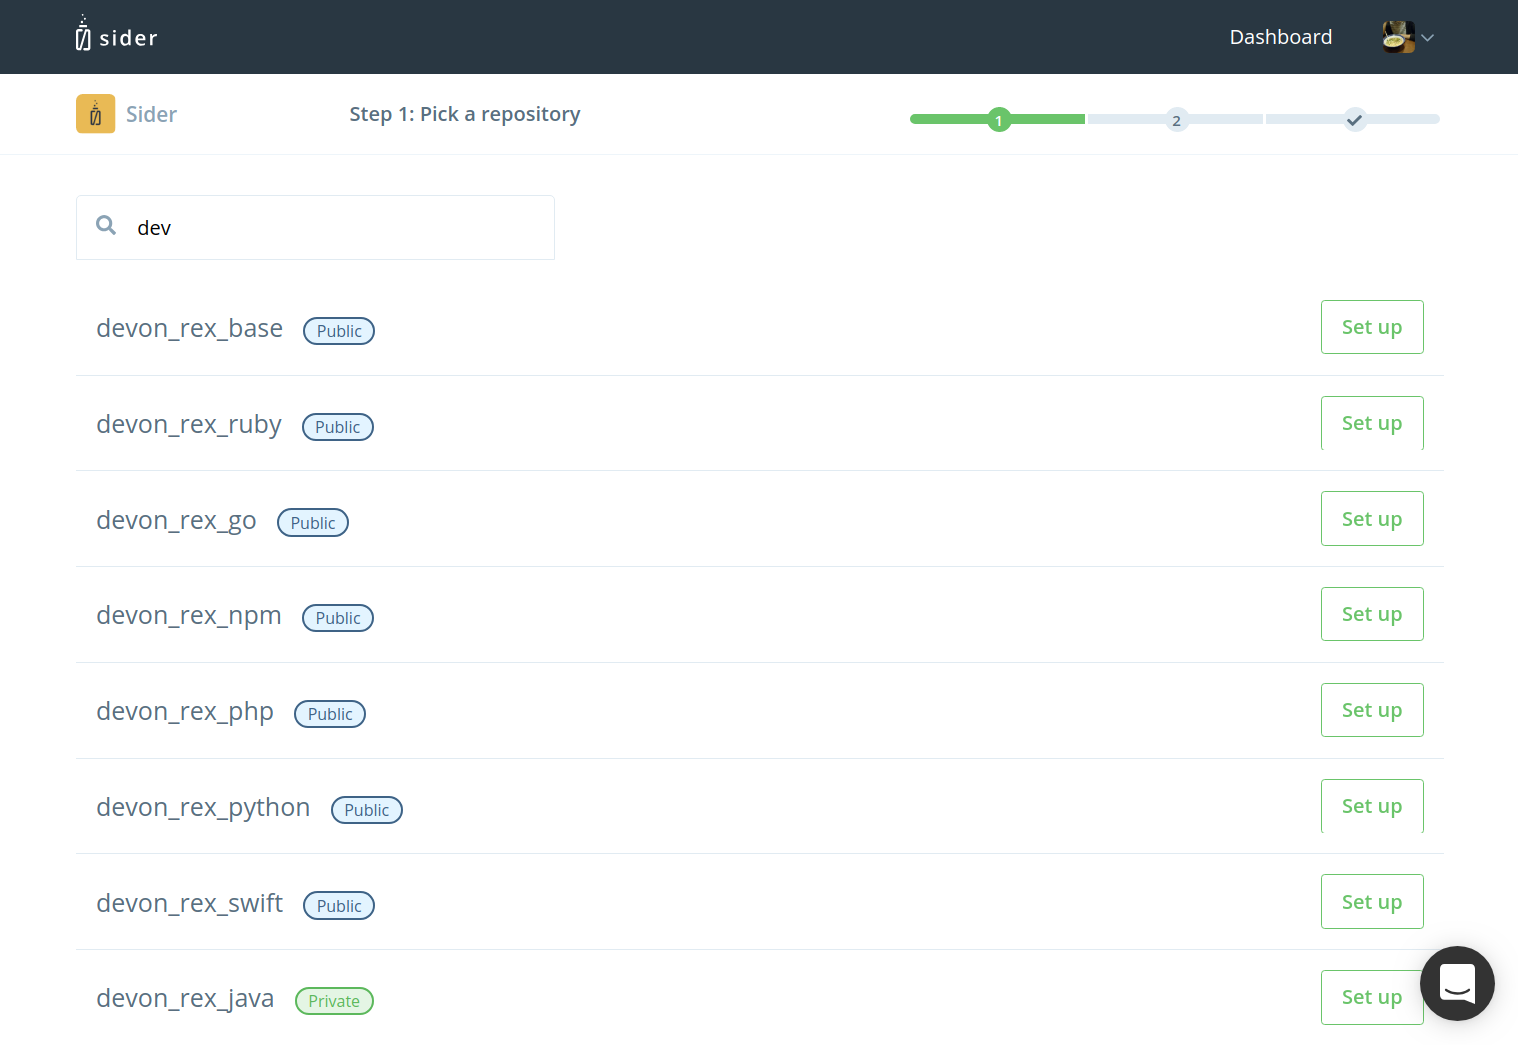 sider
Dashboard
Sider
Step 1: Pick a repository
1
2
dev
devon_rex_base Public Set up
devon_rex_ruby Public Set up
devon_rex_go Public Set up
devon_rex_npm Public Set up
devon_rex_php Public Set up
devon_rex_python Public Set up
devon_rex_swift Public Set up
devon_rex_java Private Set up